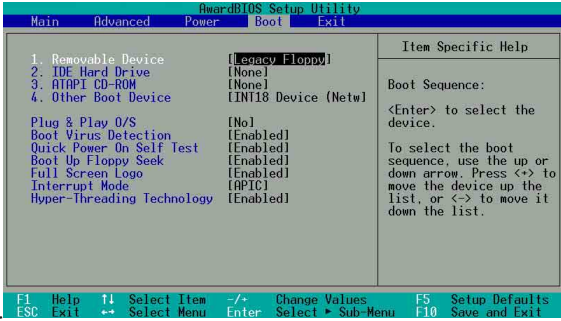 AwardBIOS Setup Utility
Main Advanced Power Boot Exit
Item Specific Help
1. Removable Device [Legacy Floppy]
2. IDE Hard Drive [None]
3. ATAPI CD-ROM [None]
4. Other Boot Device [INT18 Device (Netw]
Plug & Play O/S [No]
Boot Virus Detection [Enabled]
Quick Power On Self Test [Enabled]
Boot Up Floppy Seek [Enabled]
Full Screen Logo [Enabled]
Interrupt Mode [APIC]
Hyper-Threading Technology [Enabled]
Boot Sequence:
<Enter> to select the
device.
To select the boot
sequence, use the up or
down arrow. Press <+> to
move the device up the
list, or <-> to move it
down the list.
F1 Help ↑↓ Select Item -/+ Change Values F5 Setup Defaults
ESC Exit ←→ Select Menu Enter Select ► Sub-Menu F10 Save and Exit